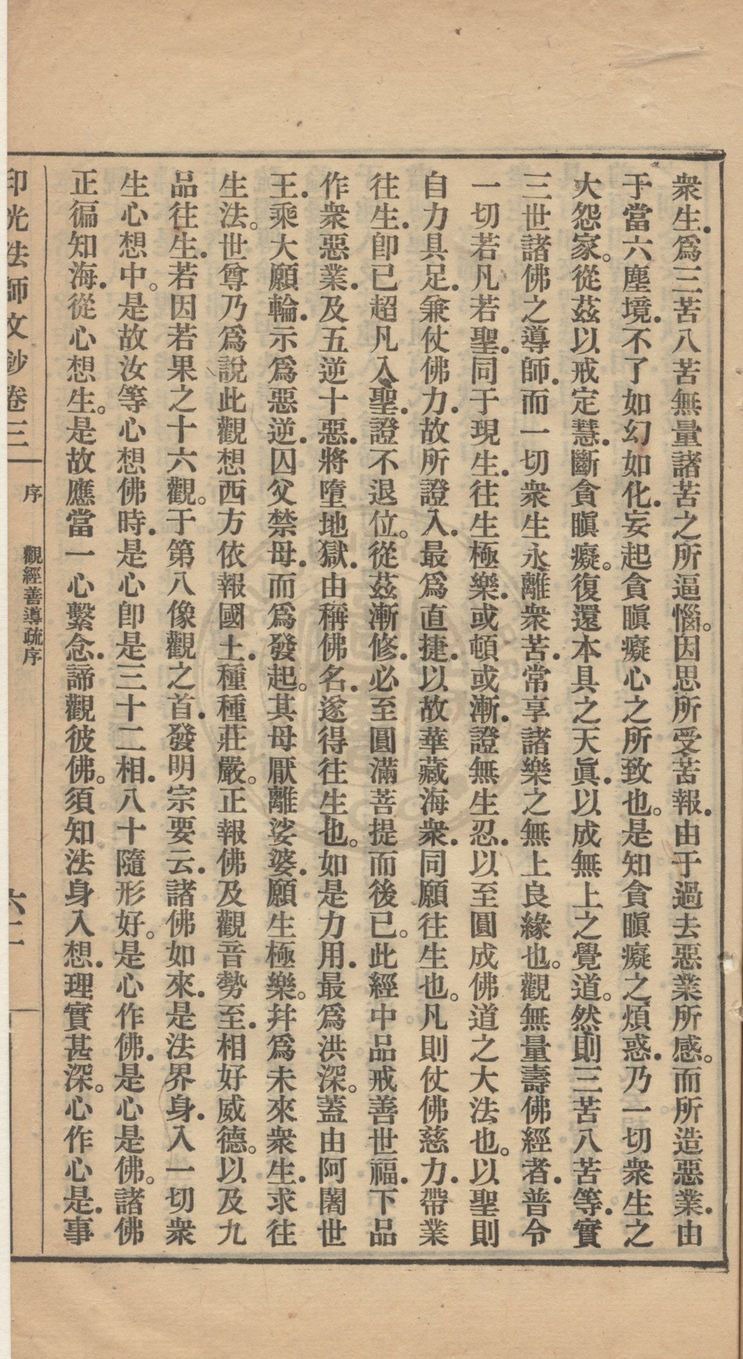 衆生.爲三苦八苦無量諸苦之所逼惱。因思所受苦報.由于過去惡業所感。而所造惡業.由
于當六塵境.不了如幻如化.妄起貪瞋癡心之所致也。是知貪瞋癡之煩惑.乃一切衆生之
大怨家。從茲以戒定慧.斷貪瞋癡。復還本具之天眞.以成無上之覺道。然則三苦八苦等.實
三世諸佛之導師.而一切衆生永離衆苦.常享諸樂之無上良緣也。觀無量壽佛經者.普令
一切若凡若聖.同于現生.往生極樂.或頓或漸.證無生忍.以至圓成佛道之大法也。以聖則
自力具足.兼仗佛力.故所證入.最爲直捷.以故華藏海衆.同願往生也。凡則仗佛慈力.帶業
往生.卽已超凡入聖.證不退位。從茲漸修.必至圓滿菩提而後已。此經中品戒善世福.下品
作衆惡業.及五逆十惡.將墮地獄.由稱佛名.遂得往生也.如是力用.最爲洪深。蓋由阿闍世
王.乘大願輪.示爲惡逆.囚父禁母.而爲發起。其母厭離娑婆.願生極樂。幷爲未來衆生.求往
生法。世尊乃爲說此觀想西方依報國土.種種莊嚴。正報佛及觀音勢至.相好威德。以及九
品往生.若因若果之十六觀。于第八像觀之首.發明宗要云.諸佛如來.是法界身.入一切衆
生心想中。是故汝等心想佛時.是心卽是三十二相.八十隨形好。是心作佛.是心是佛。諸佛
正徧知海.從心想生。是故應當一心繫念.諦觀彼佛。須知法身入想.理實甚深。心作心是.事
印光法師文鈔卷三 序 觀經善導疏序 六二